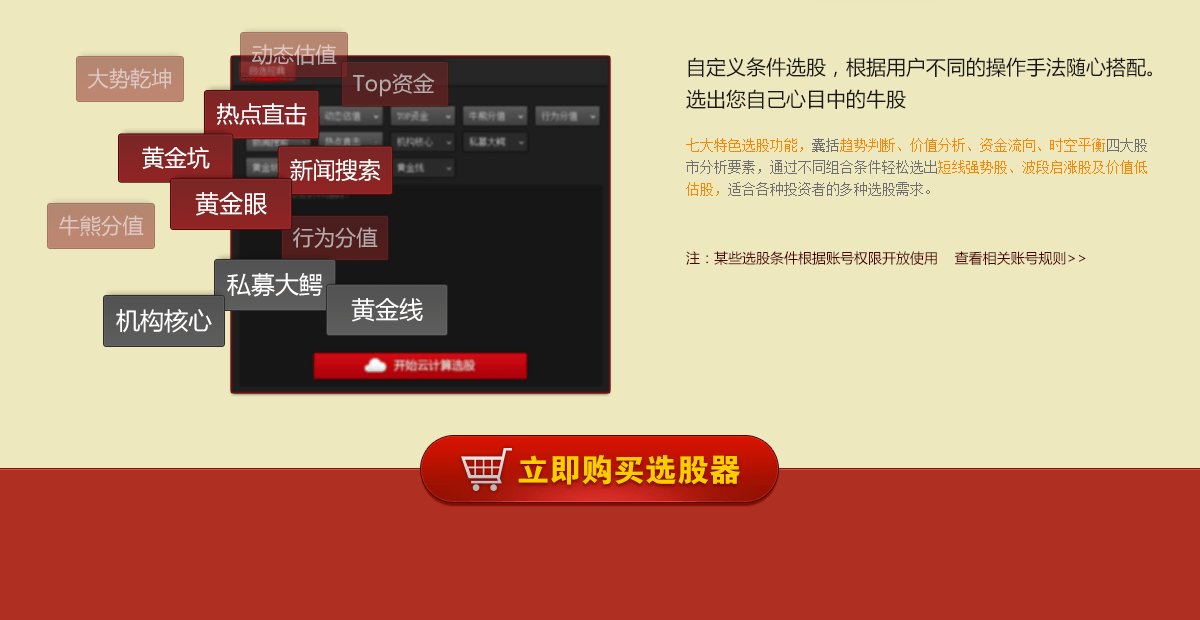 动态估值
大势乾坤
Top资金
热点直击
黄金坑
新闻搜索
黄金眼
牛熊分值
行为分值
私募大鳄
黄金线
机构核心
动态估值
TOP资金
牛熊分值
行为分值
热点直击
机构核心
私募大鳄
黄金线
开始云计算选股
自定义条件选股，根据用户不同的操作手法随心搭配。
选出您自己心目中的牛股
七大特色选股功能，囊括趋势判断、价值分析、资金流向、时空平衡四大股
市分析要素，通过不同组合条件轻松选出短线强势股、波段启涨股及价值低
估股，适合各种投资者的多种选股需求。
注：某些选股条件根据账号权限开放使用 查看相关账号规则>>
立即购买选股器